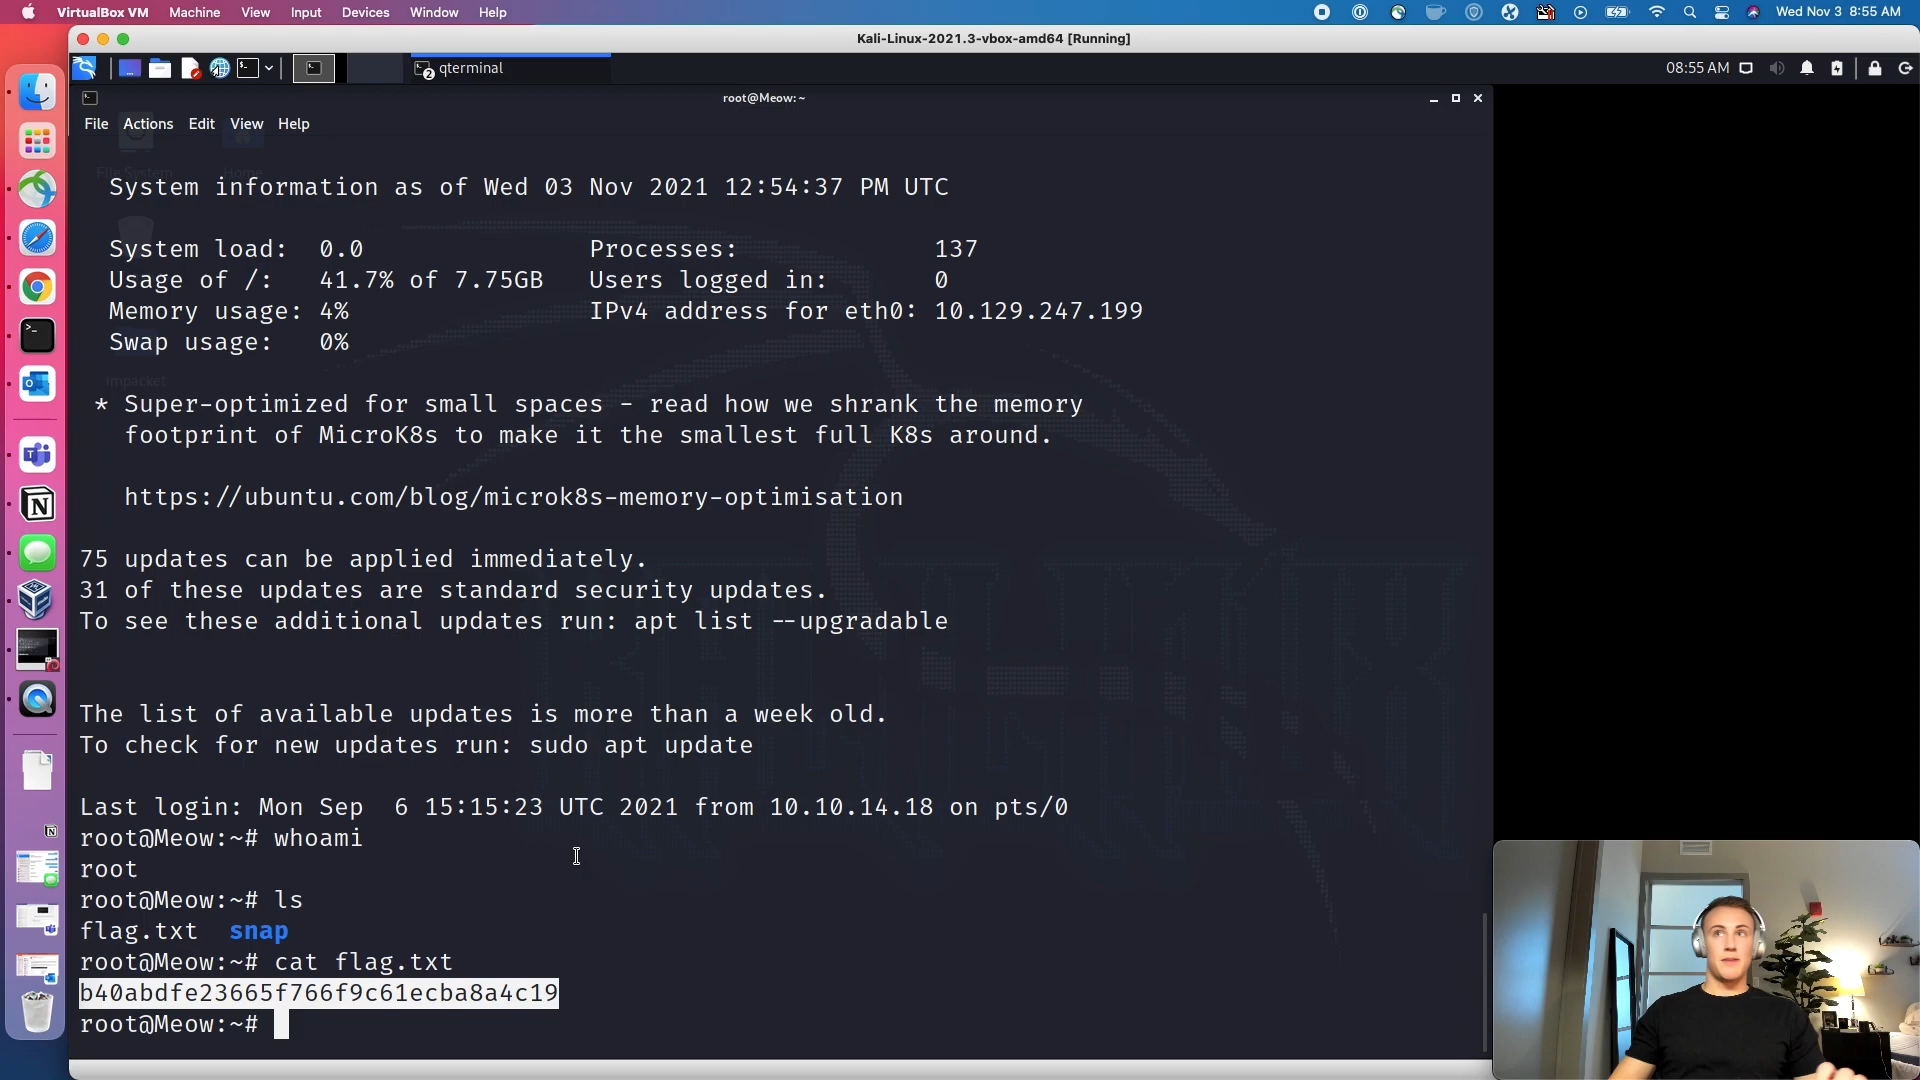 VirtualBox VM Machine View Input Devices Window Help Wed Nov 3 8:55 AM
Kali-Linux-2021.3-vbox-amd64 [Running]
qterminal 08:55 AM
root@Meow: ~
File Actions Edit View Help
System information as of Wed 03 Nov 2021 12:54:37 PM UTC
System load: 0.0 Processes: 137
Usage of /: 41.7% of 7.75GB Users logged in: 0
Memory usage: 4% IPv4 address for eth0: 10.129.247.199
Swap usage: 0%
impacket
* Super-optimized for small spaces - read how we shrank the memory
footprint of MicroK8s to make it the smallest full K8s around.
https://ubuntu.com/blog/microk8s-memory-optimisation
75 updates can be applied immediately.
31 of these updates are standard security updates.
To see these additional updates run: apt list --upgradable
The list of available updates is more than a week old.
To check for new updates run: sudo apt update
Last login: Mon Sep  6 15:15:23 UTC 2021 from 10.10.14.18 on pts/0
root@Meow:~# whoami
root
root@Meow:~# ls
flag.txt snap
root@Meow:~# cat flag.txt
b40abdfe23665f766f9c61ecba8a4c19
root@Meow:~#